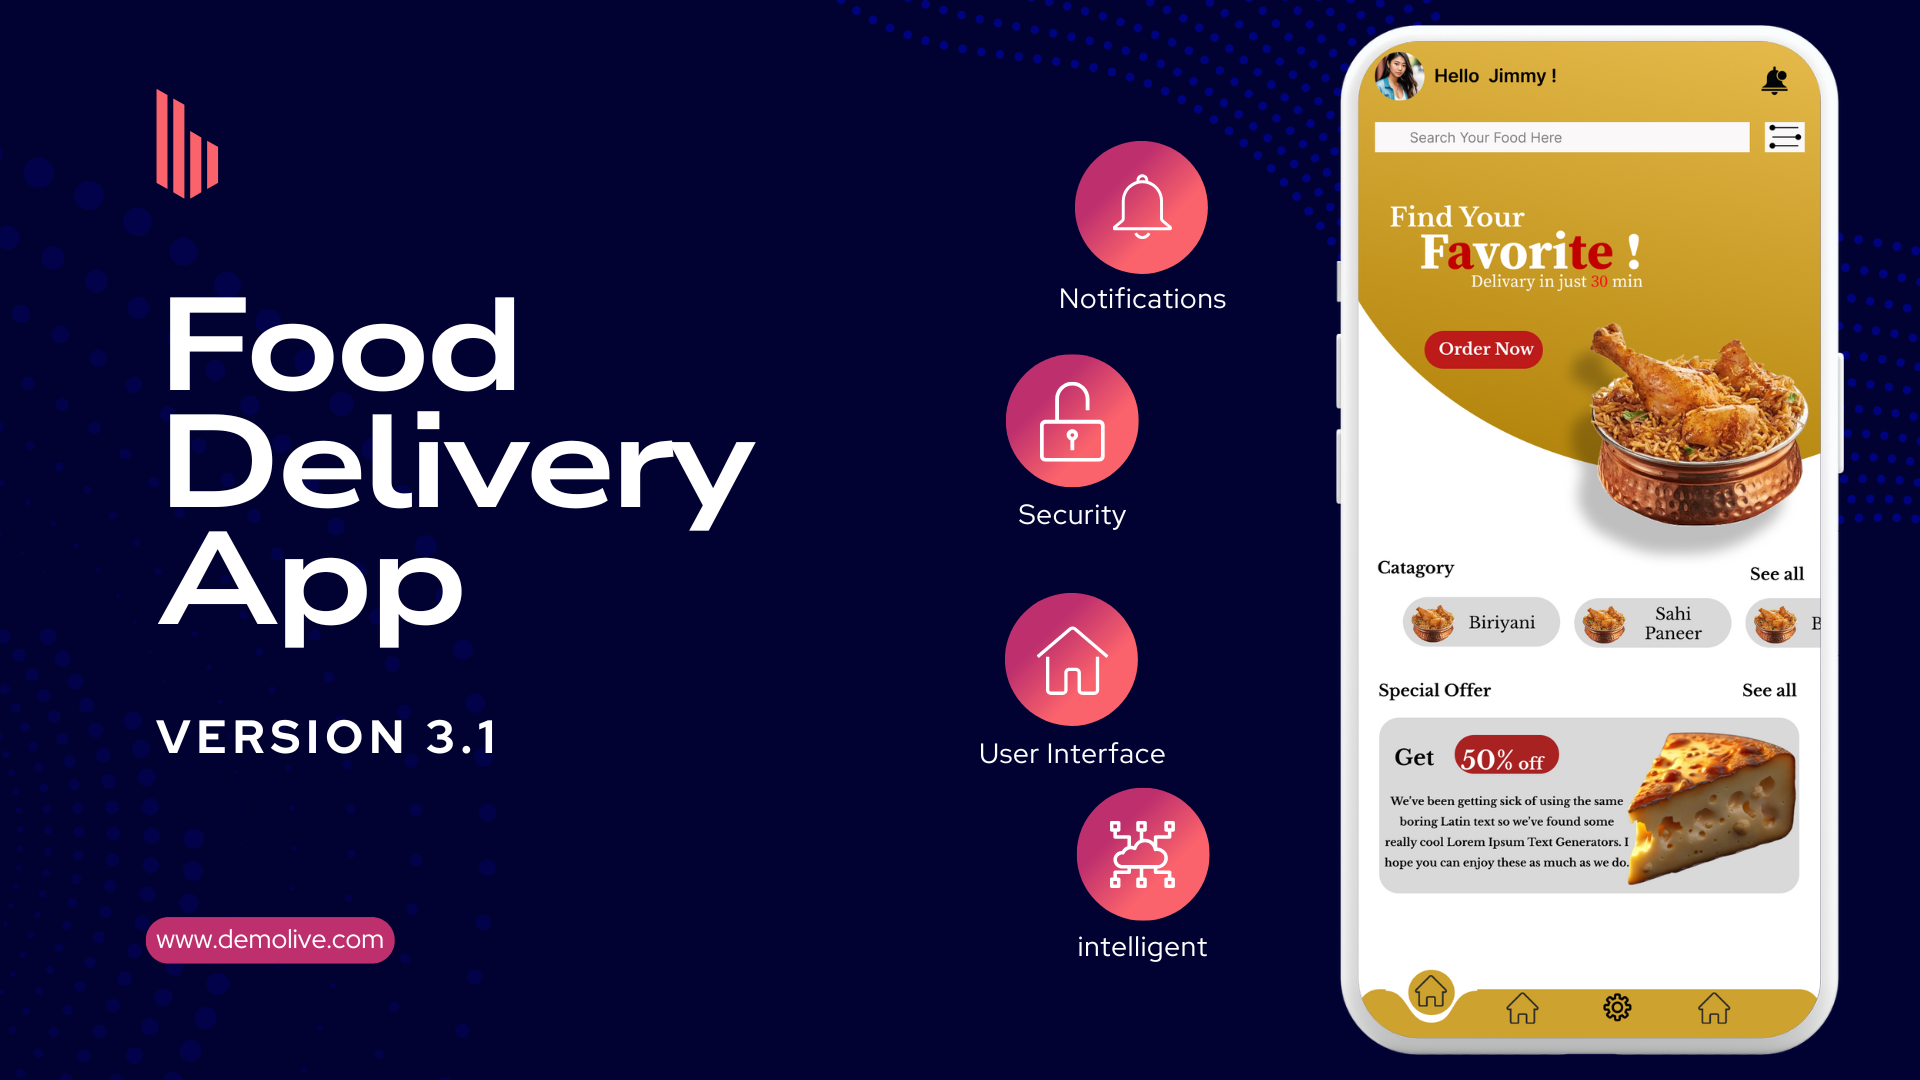 Food
Delivery
App
VERSION 3.1
www.demolive.com
Notifications
Security
User Interface
intelligent
Hello Jimmy !
Search Your Food Here
Find Your
Favorite !
Delivary in just 30 min
Order Now
Catagory
See all
Biriyani
Sahi
Paneer
B
Special Offer
See all
Get 50% off
We've been getting sick of using the same
boring Latin text so we've found some
really cool Lorem Ipsum Text Generators. I
hope you can enjoy these as much as we do.